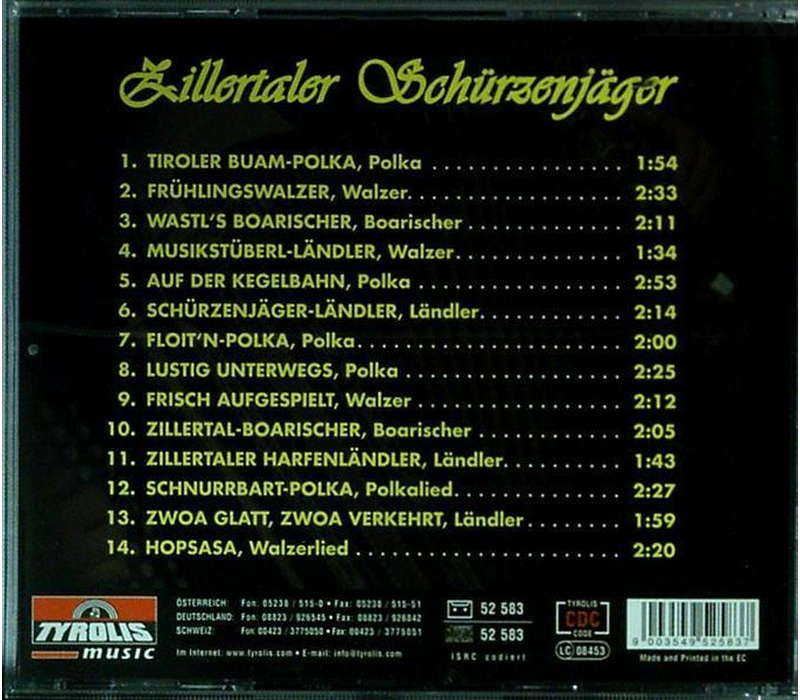 Zillertaler Schürzenjäger
1. TIROLER BUAM-POLKA, Polka . . . . . . . . . . . . . . . . 1:54
2. FRÜHLINGSWALZER, Walzer. . . . . . . . . . . . . . . . . . 2:33
3. WASTL'S BOARISCHER, Boarischer . . . . . . . . . . . . . 2:11
4. MUSIKSTÜBERL-LÄNDLER, Walzer. . . . . . . . . . . . . . 1:34
5. AUF DER KEGELBAHN, Polka . . . . . . . . . . . . . . . . . 2:53
6. SCHÜRZENJÄGER-LÄNDLER, Ländler. . . . . . . . . . . . 2:14
7. FLOIT'N-POLKA, Polka. . . . . . . . . . . . . . . . . . . . . 2:00
8. LUSTIG UNTERWEGS, Polka . . . . . . . . . . . . . . . . . 2:25
9. FRISCH AUFGESPIELT, Walzer . . . . . . . . . . . . . . . . 2:12
10. ZILLERTAL-BOARISCHER, Boarischer . . . . . . . . . . . . 2:05
11. ZILLERTALER HARFENLÄNDLER, Ländler. . . . . . . . . . 1:43
12. SCHNURRBART-POLKA, Polkalied. . . . . . . . . . . . . . 2:27
13. ZWOA GLATT, ZWOA VERKEHRT, Ländler . . . . . . . . 1:59
14. HOPSASA, Walzerlied . . . . . . . . . . . . . . . . . . . . . 2:20
TYROLIS music
ÖSTERREICH: Fon: 05238 / 515-0 • Fax: 05238 / 515-51
DEUTSCHLAND: Fon: 08823 / 926545 • Fax: 08823 / 926842
SCHWEIZ: Fon: 00423 / 3775050 • Fax: 00423 / 3775051
Im Internet: www.tyrolis.com • E-Mail: info@tyrolis.com
52 583
52 583
ISRC codiert
TYROLIS
CDC
CODE
LC 08453
9 003549 525837
Made and Printed in the EC